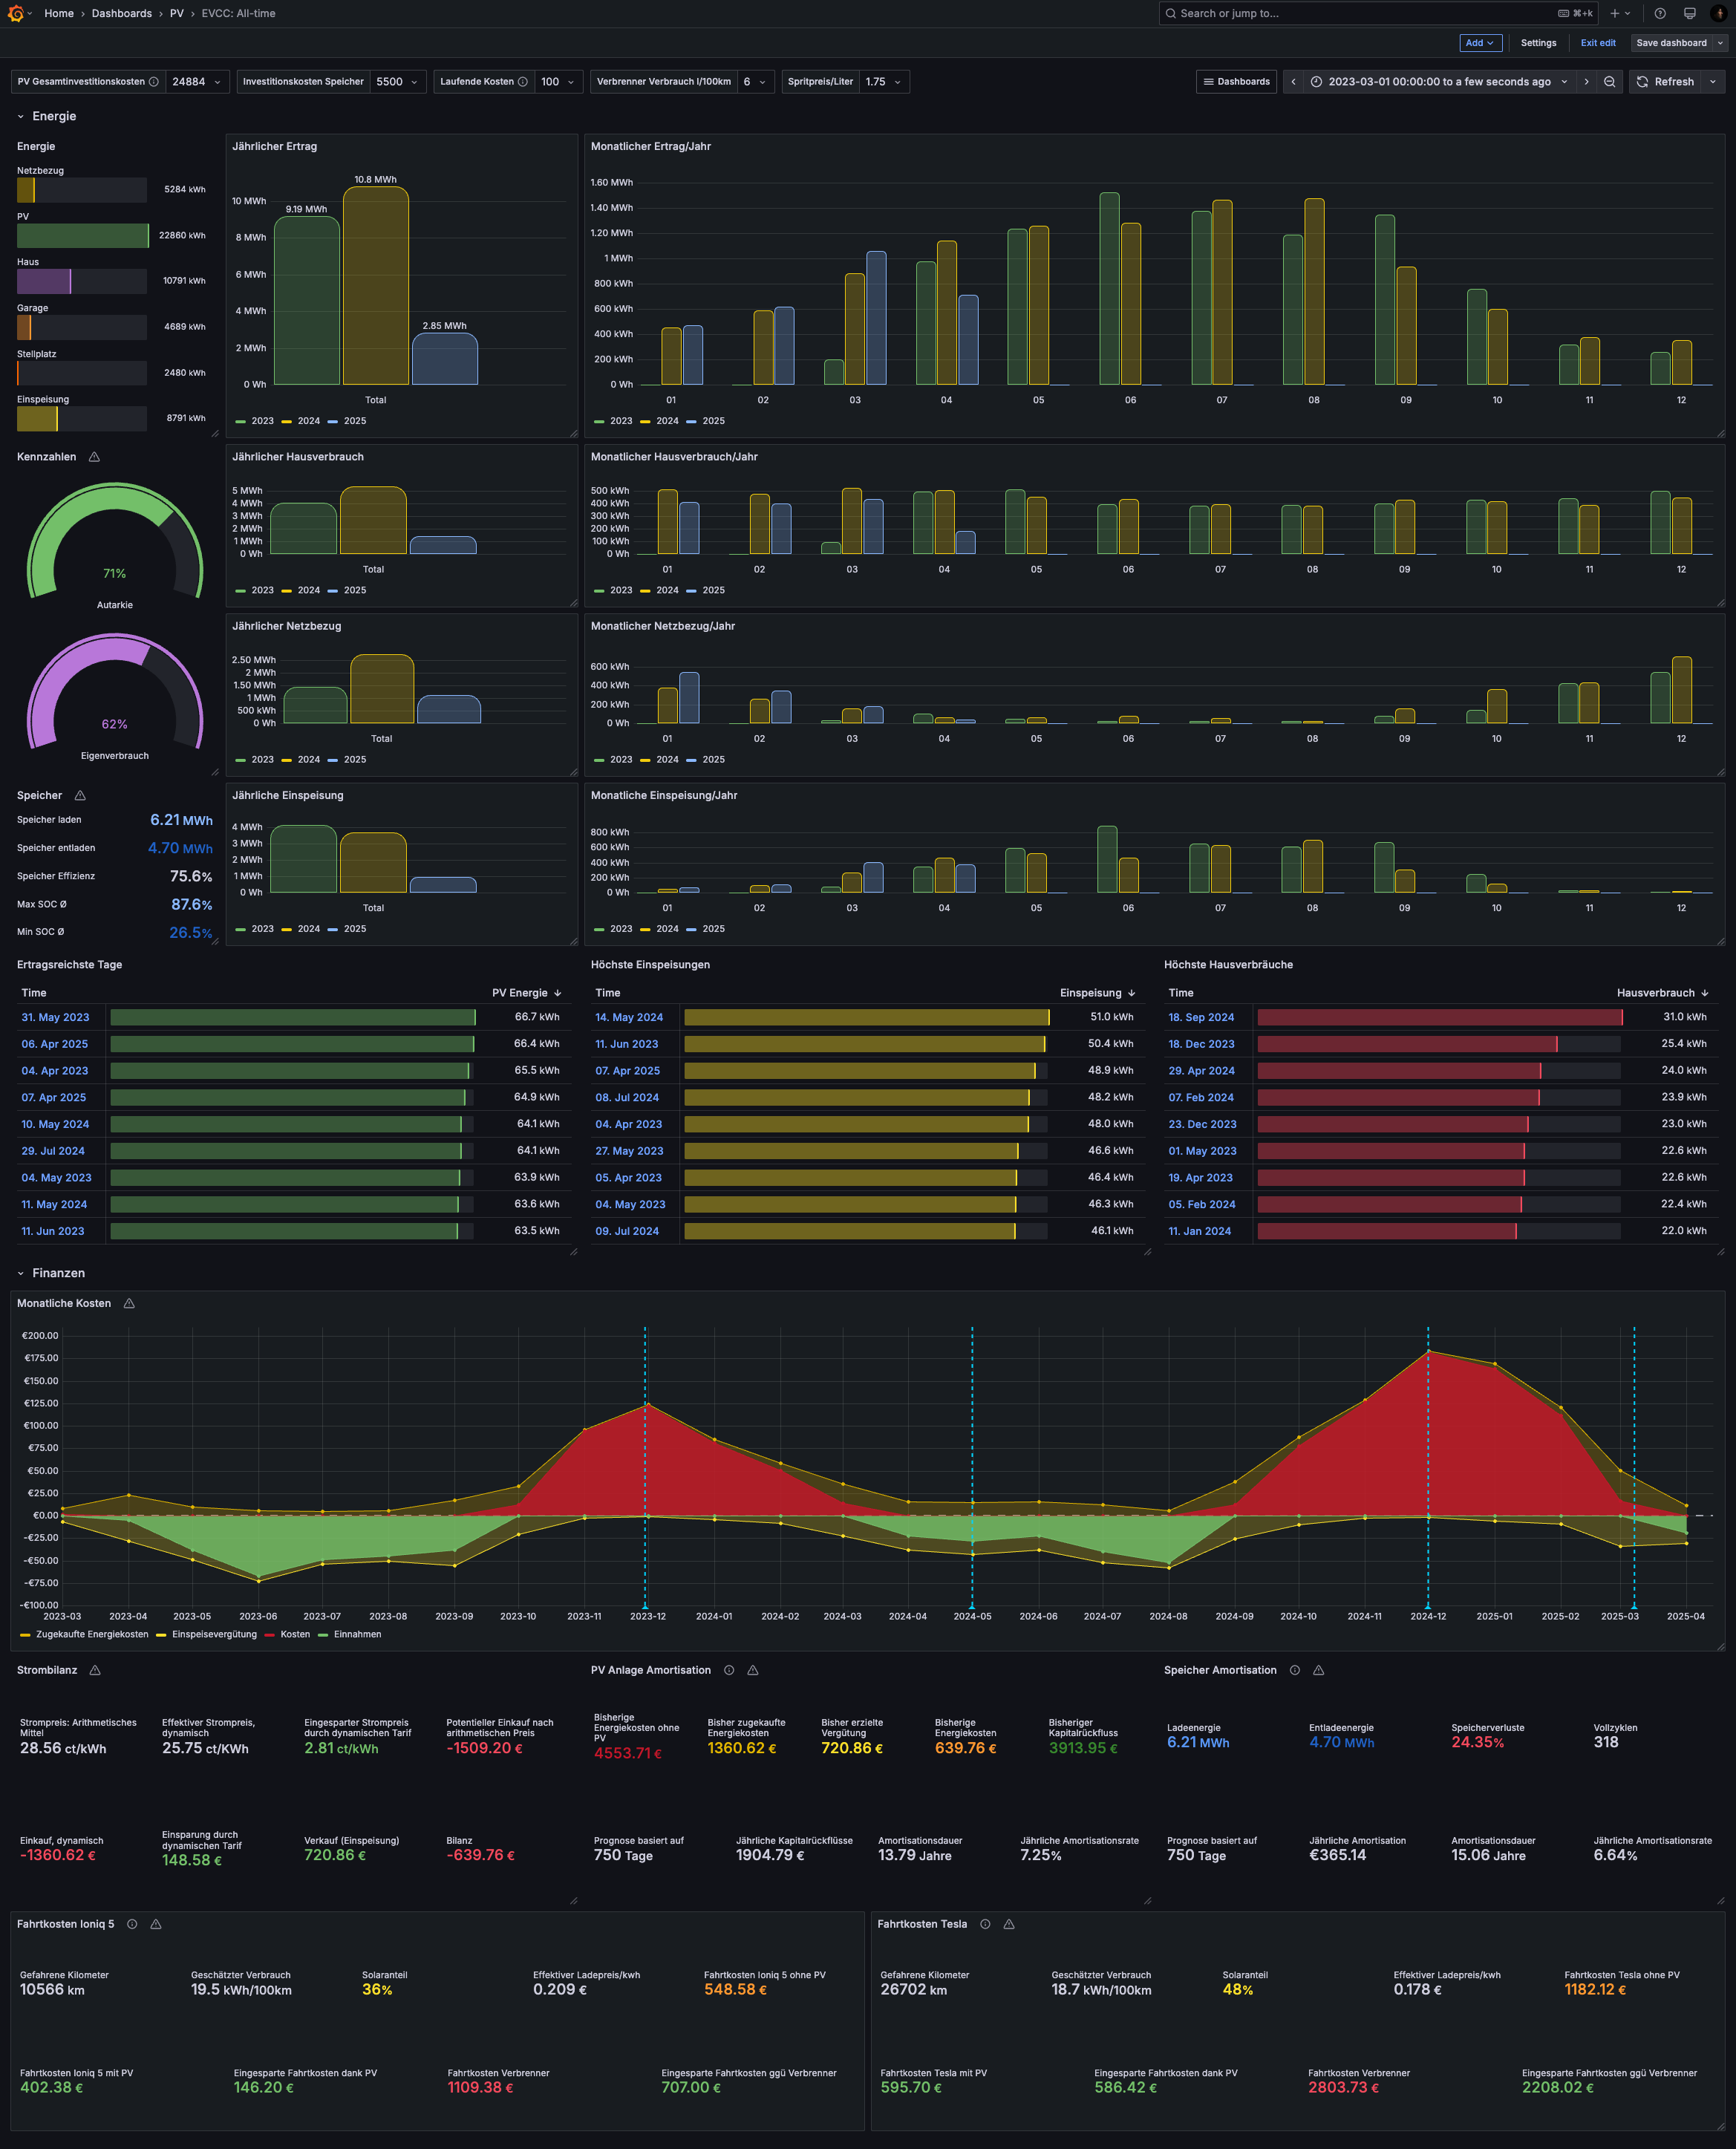 Home › Dashboards › PV › EVCC: All-time
Search or jump to...
⌘+k
Add
Settings
Exit edit
Save dashboard
PV Gesamtinvestitionskosten 24884
Investitionskosten Speicher 5500
Laufende Kosten 100
Verbrenner Verbrauch l/100km 6
Spritpreis/Liter 1.75
Dashboards
2023-03-01 00:00:00 to a few seconds ago
Refresh
Energie
Energie
Netzbezug
5284 kWh
PV
22860 kWh
Haus
10791 kWh
Garage
4689 kWh
Stellplatz
2480 kWh
Einspeisung
8791 kWh
Jährlicher Ertrag
10 MWh
8 MWh
6 MWh
4 MWh
2 MWh
0 Wh
9.19 MWh
10.8 MWh
2.85 MWh
Total
2023 2024 2025
Monatlicher Ertrag/Jahr
1.60 MWh
1.40 MWh
1.20 MWh
1 MWh
800 kWh
600 kWh
400 kWh
200 kWh
0 Wh
01 02 03 04 05 06 07 08 09 10 11 12
2023 2024 2025
Kennzahlen
71%
Autarkie
62%
Eigenverbrauch
Jährlicher Hausverbrauch
5 MWh
4 MWh
3 MWh
2 MWh
1 MWh
0 Wh
Total
2023 2024 2025
Monatlicher Hausverbrauch/Jahr
500 kWh
400 kWh
300 kWh
200 kWh
100 kWh
0 Wh
01 02 03 04 05 06 07 08 09 10 11 12
2023 2024 2025
Jährlicher Netzbezug
2.50 MWh
2 MWh
1.50 MWh
1 MWh
500 kWh
0 Wh
Total
2023 2024 2025
Monatlicher Netzbezug/Jahr
600 kWh
400 kWh
200 kWh
0 Wh
01 02 03 04 05 06 07 08 09 10 11 12
2023 2024 2025
Speicher
Speicher laden 6.21 MWh
Speicher entladen 4.70 MWh
Speicher Effizienz 75.6%
Max SOC Ø 87.6%
Min SOC Ø 26.5%
Jährliche Einspeisung
4 MWh
3 MWh
2 MWh
1 MWh
0 Wh
Total
2023 2024 2025
Monatliche Einspeisung/Jahr
800 kWh
600 kWh
400 kWh
200 kWh
0 Wh
01 02 03 04 05 06 07 08 09 10 11 12
2023 2024 2025
Ertragsreichste Tage
Time PV Energie
31. May 2023 66.7 kWh
06. Apr 2025 66.4 kWh
04. Apr 2023 65.5 kWh
07. Apr 2025 64.9 kWh
10. May 2024 64.1 kWh
29. Jul 2024 64.1 kWh
04. May 2023 63.9 kWh
11. May 2024 63.6 kWh
11. Jun 2023 63.5 kWh
Höchste Einspeisungen
Time Einspeisung
14. May 2024 51.0 kWh
11. Jun 2023 50.4 kWh
07. Apr 2025 48.9 kWh
08. Jul 2024 48.2 kWh
04. Apr 2023 48.0 kWh
27. May 2023 46.6 kWh
05. Apr 2023 46.4 kWh
04. May 2023 46.3 kWh
09. Jul 2024 46.1 kWh
Höchste Hausverbräuche
Time Hausverbrauch
18. Sep 2024 31.0 kWh
18. Dec 2023 25.4 kWh
29. Apr 2024 24.0 kWh
07. Feb 2024 23.9 kWh
23. Dec 2023 23.0 kWh
01. May 2023 22.6 kWh
19. Apr 2023 22.6 kWh
05. Feb 2024 22.4 kWh
11. Jan 2024 22.0 kWh
Finanzen
Monatliche Kosten
€200.00
€175.00
€150.00
€125.00
€100.00
€75.00
€50.00
€25.00
€0.00
-€25.00
-€50.00
-€75.00
-€100.00
2023-03 2023-04 2023-05 2023-06 2023-07 2023-08 2023-09 2023-10 2023-11 2023-12 2024-01 2024-02 2024-03 2024-04 2024-05 2024-06 2024-07 2024-08 2024-09 2024-10 2024-11 2024-12 2025-01 2025-02 2025-03 2025-04
Zugekaufte Energiekosten Einspeisevergütung Kosten Einnahmen
Strombilanz
Strompreis: Arithmetisches
Mittel
28.56 ct/kWh
Effektiver Strompreis,
dynamisch
25.75 ct/KWh
Eingesparter Strompreis
durch dynamischen Tarif
2.81 ct/kWh
Potentieller Einkauf nach
arithmetischen Preis
-1509.20 €
Einkauf, dynamisch
-1360.62 €
Einsparung durch
dynamischen Tarif
148.58 €
Verkauf (Einspeisung)
720.86 €
Bilanz
-639.76 €
PV Anlage Amortisation
Bisherige
Energiekosten ohne
PV
4553.71 €
Bisher zugekaufte
Energiekosten
1360.62 €
Bisher erzielte
Vergütung
720.86 €
Bisherige
Energiekosten
639.76 €
Bisheriger
Kapitalrückfluss
3913.95 €
Prognose basiert auf
750 Tage
Jährliche Kapitalrückflüsse
1904.79 €
Amortisationsdauer
13.79 Jahre
Jährliche Amortisationsrate
7.25%
Speicher Amortisation
Ladeenergie
6.21 MWh
Entladeenergie
4.70 MWh
Speicherverluste
24.35%
Vollzyklen
318
Prognose basiert auf
750 Tage
Jährliche Amortisation
€365.14
Amortisationsdauer
15.06 Jahre
Jährliche Amortisationsrate
6.64%
Fahrtkosten Ioniq 5
Gefahrene Kilometer
10566 km
Geschätzter Verbrauch
19.5 kWh/100km
Solaranteil
36%
Effektiver Ladepreis/kwh
0.209 €
Fahrtkosten Ioniq 5 ohne PV
548.58 €
Fahrtkosten Ioniq 5 mit PV
402.38 €
Eingesparte Fahrtkosten dank PV
146.20 €
Fahrtkosten Verbrenner
1109.38 €
Eingesparte Fahrtkosten ggü Verbrenner
707.00 €
Fahrtkosten Tesla
Gefahrene Kilometer
26702 km
Geschätzter Verbrauch
18.7 kWh/100km
Solaranteil
48%
Effektiver Ladepreis/kwh
0.178 €
Fahrtkosten Tesla ohne PV
1182.12 €
Fahrtkosten Tesla mit PV
595.70 €
Eingesparte Fahrtkosten dank PV
586.42 €
Fahrtkosten Verbrenner
2803.73 €
Eingesparte Fahrtkosten ggü Verbrenner
2208.02 €